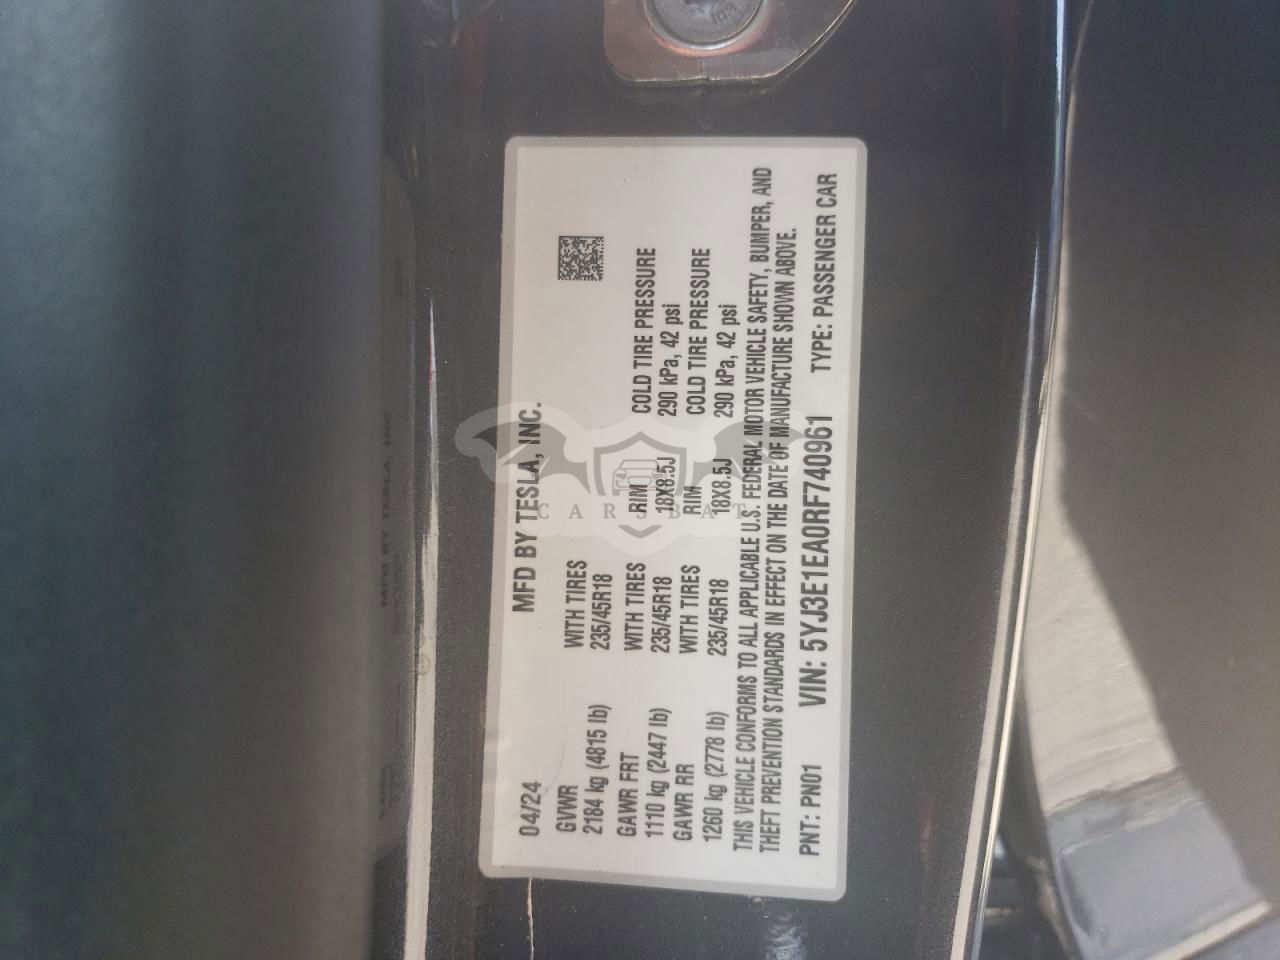 04/24 MFD BY TESLA, INC.
GVWR WITH TIRES
2184 kg (4815 lb) 235/45R18
GAWR FRT WITH TIRES RIM COLD TIRE PRESSURE
1110 kg (2447 lb) 235/45R18 18X8.5J 290 kPa, 42 psi
GAWR RR WITH TIRES RIM COLD TIRE PRESSURE
1260 kg (2778 lb) 235/45R18 18X8.5J 290 kPa, 42 psi
THIS VEHICLE CONFORMS TO ALL APPLICABLE U.S. FEDERAL MOTOR VEHICLE SAFETY, BUMPER, AND
THEFT PREVENTION STANDARDS IN EFFECT ON THE DATE OF MANUFACTURE SHOWN ABOVE.
PNT: PN01 VIN: 5YJ3E1EA0RF740961 TYPE: PASSENGER CAR
CARSBAT